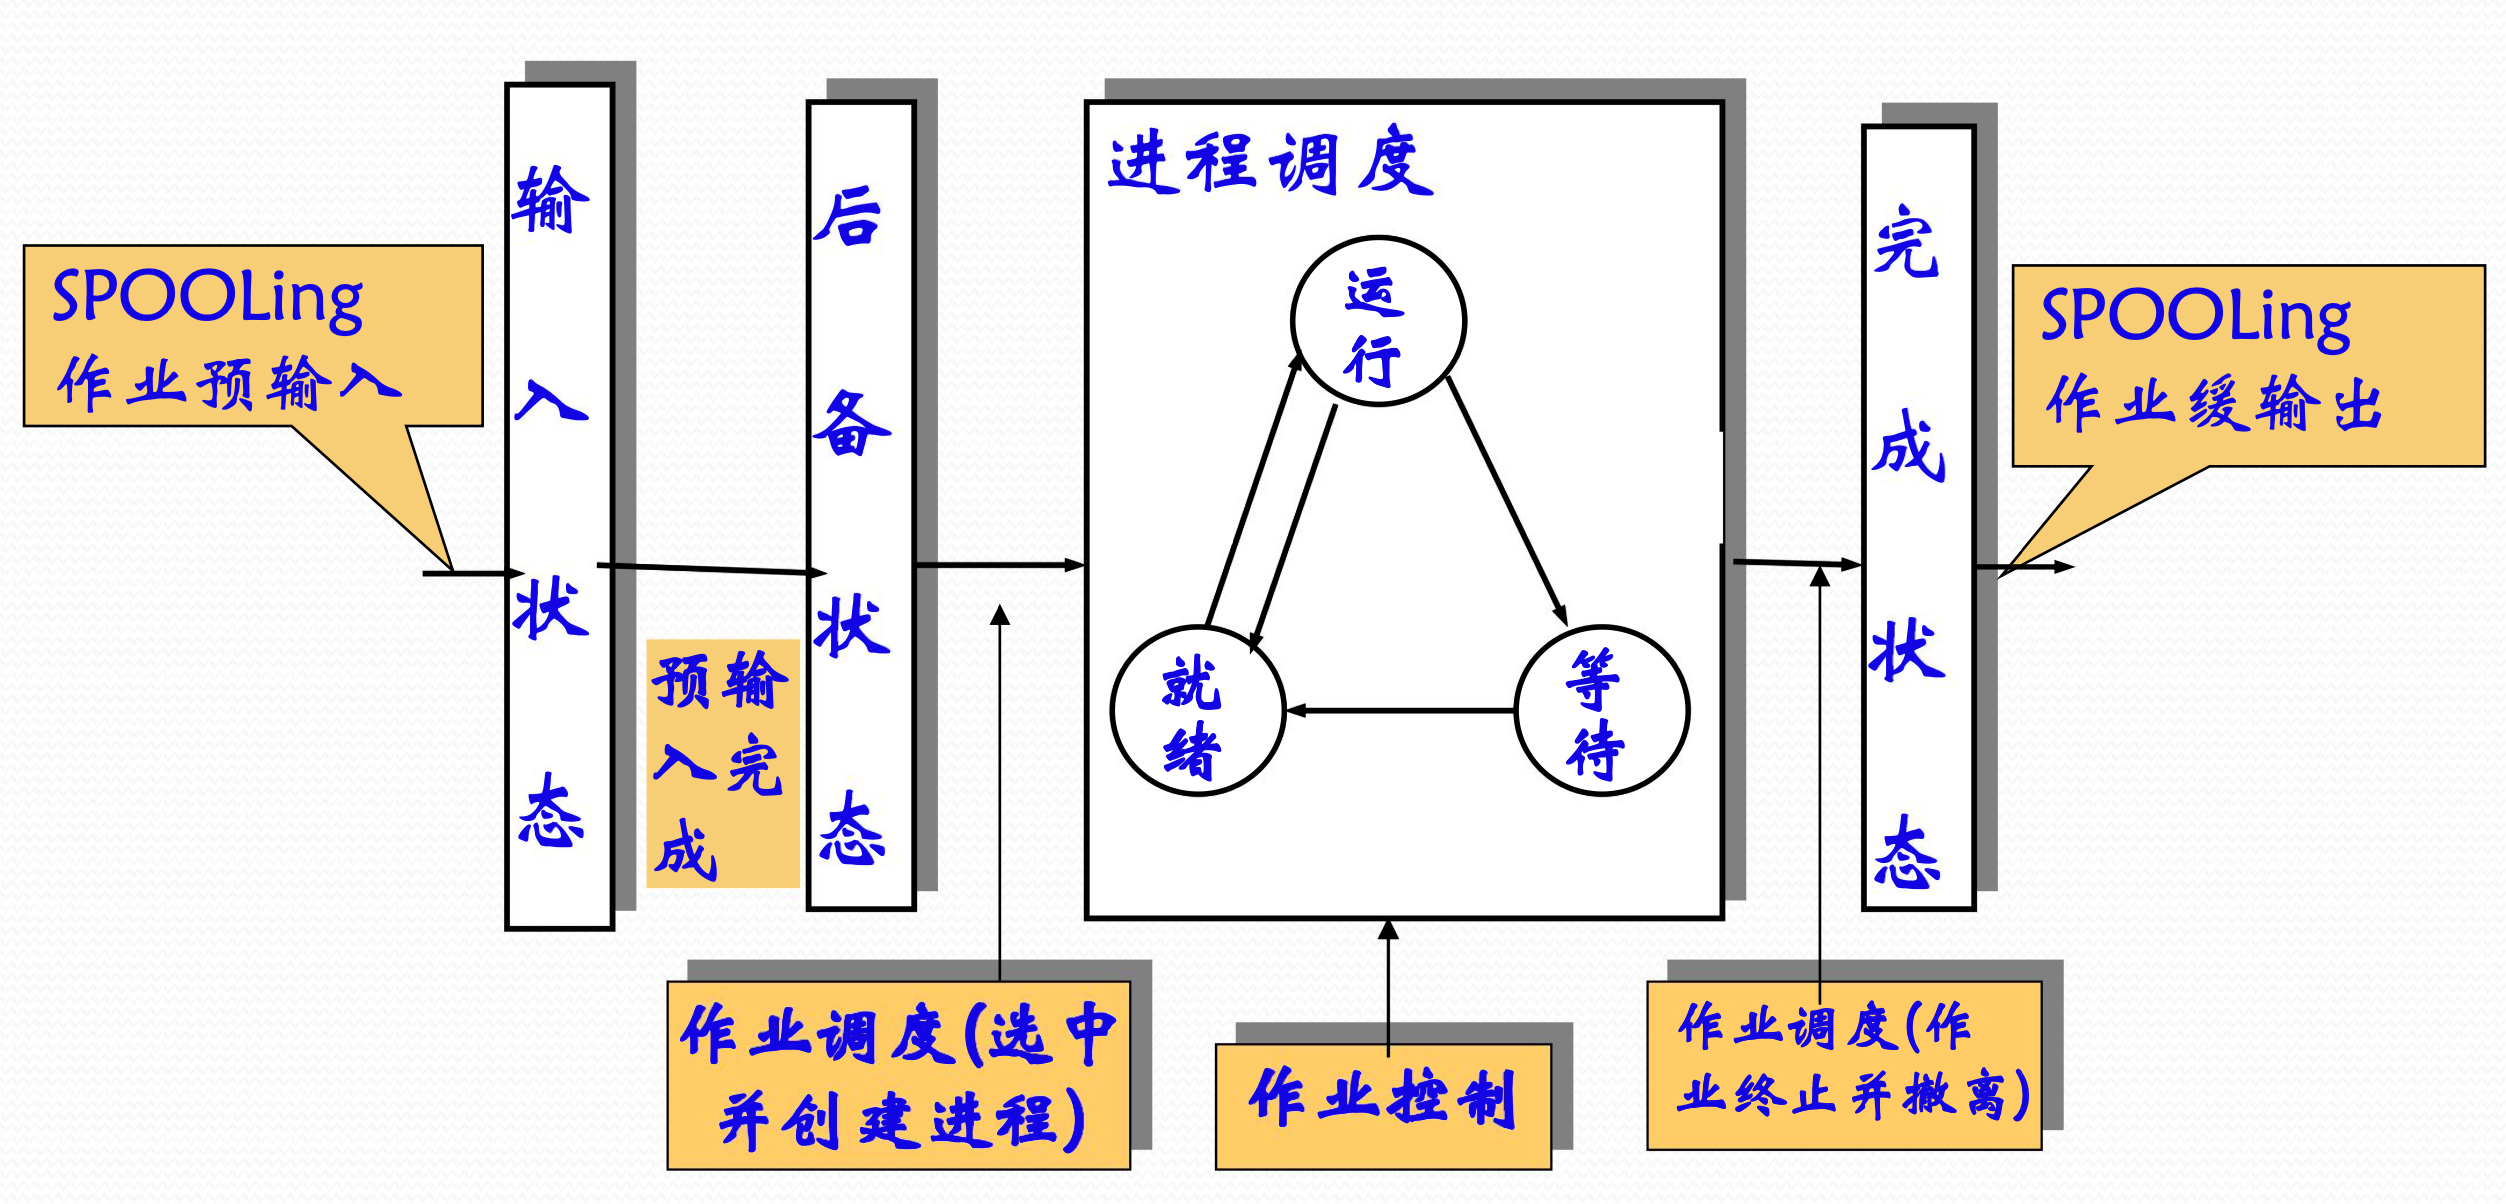 SPOOLing
作业预输入
输入状态
预输
入完
成
后备状态
进程调度
运
行
就
绪
等
待
完成状态
SPOOLing
作业缓输出
作业调度(选中
并创建进程)
作业控制
作业调度(作
业终止并撤离)